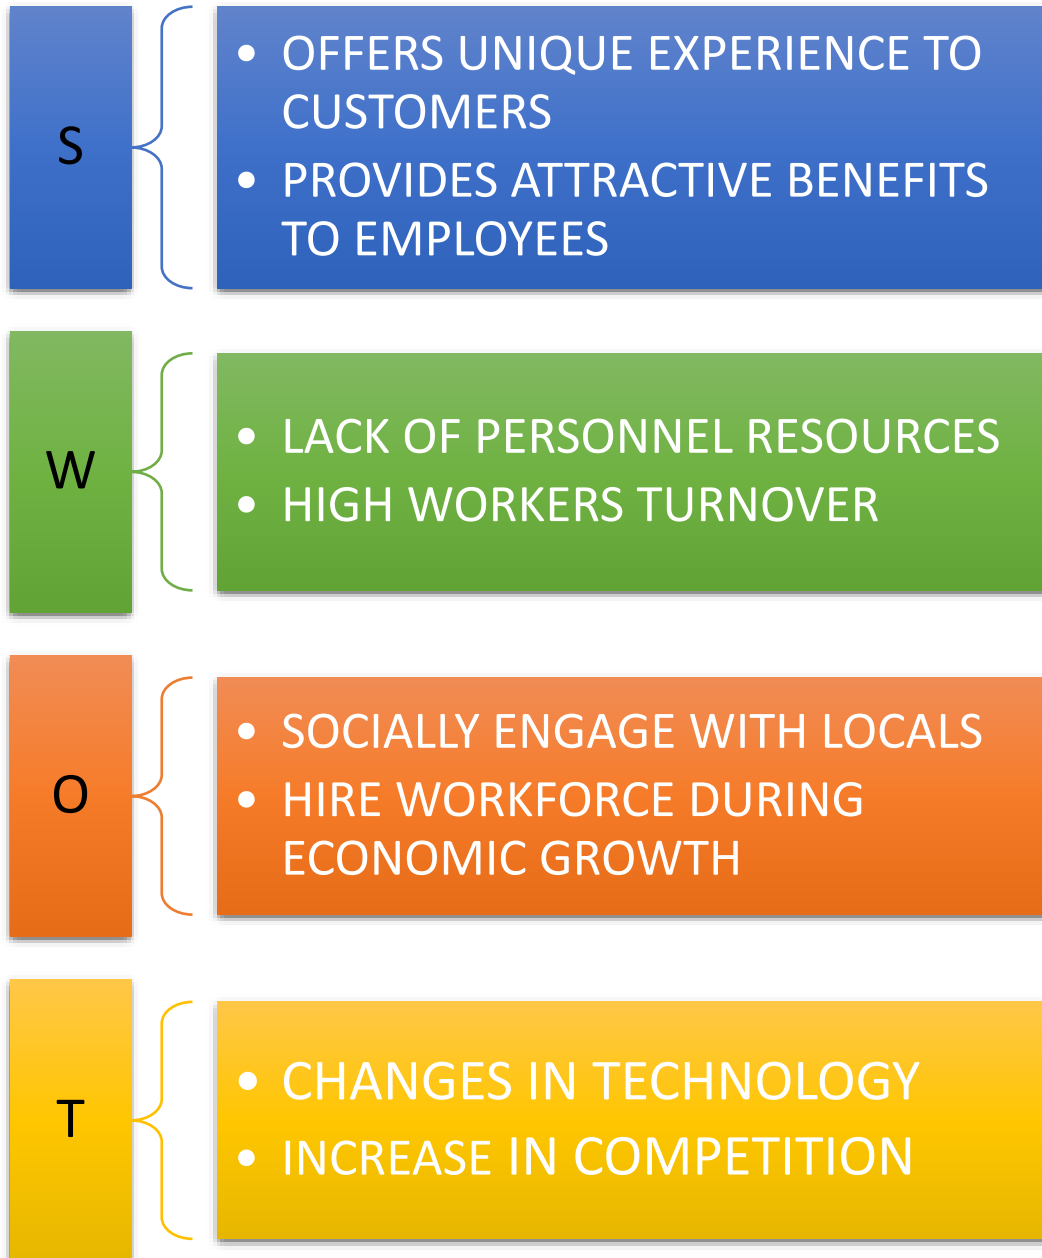 S
• OFFERS UNIQUE EXPERIENCE TO
CUSTOMERS
• PROVIDES ATTRACTIVE BENEFITS
TO EMPLOYEES
W
• LACK OF PERSONNEL RESOURCES
• HIGH WORKERS TURNOVER
O
• SOCIALLY ENGAGE WITH LOCALS
• HIRE WORKFORCE DURING
ECONOMIC GROWTH
T
• CHANGES IN TECHNOLOGY
• INCREASE IN COMPETITION